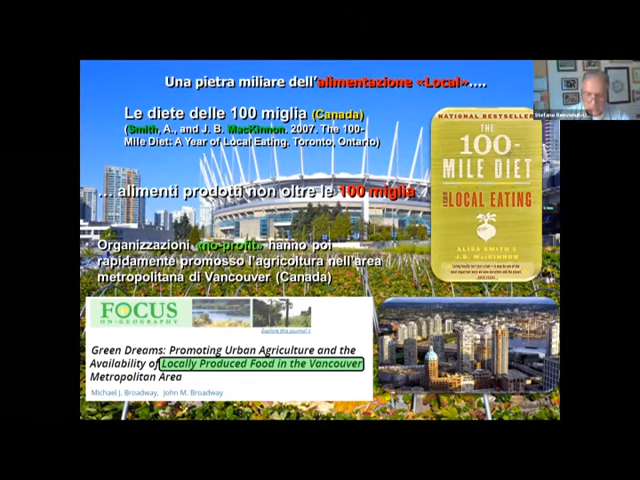 Una pietra miliare dell'alimentazione «Local»....
Le diete delle 100 miglia (Canada)
(Smith, A., and J. B. MacKinnon. 2007. The 100-
Mile Diet: A Year of Local Eating. Toronto, Ontario)
... alimenti prodotti non oltre le 100 miglia
Organizzazioni «no-profit» hanno poi
rapidamente promosso l'agricoltura nell'area
metropolitana di Vancouver (Canada)
NATIONAL BESTSELLER
THE
100-
MILE DIET
LOCAL EATING
ALISA SMITH &
J.B. MACKINNON
FOCUS
ON GEOGRAPHY
Explore this journal >
Green Dreams: Promoting Urban Agriculture and the
Availability of Locally Produced Food in the Vancouver
Metropolitan Area
Michael J. Broadway, John M. Broadway